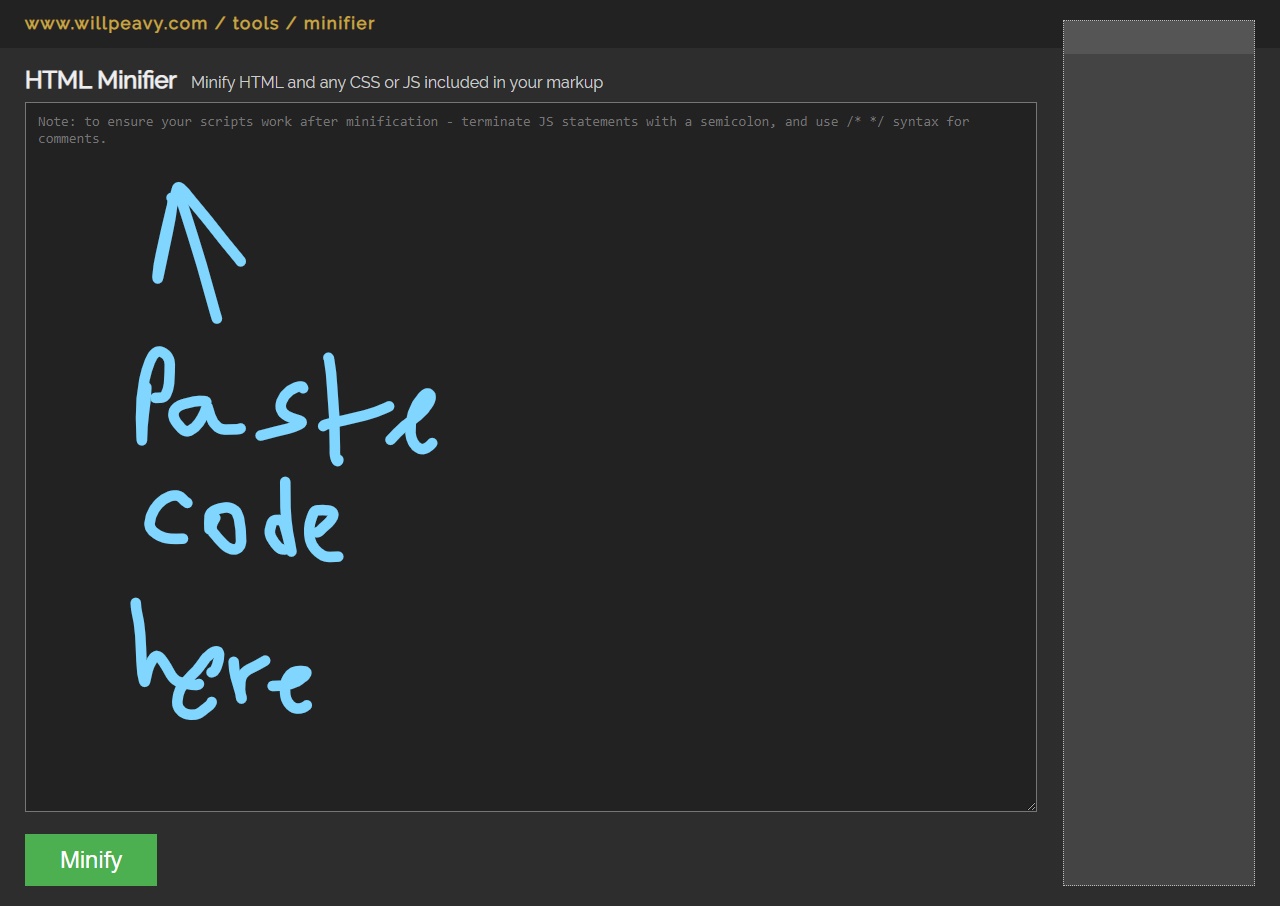 www.willpeavy.com / tools / minifier
HTML Minifier Minify HTML and any CSS or JS included in your markup
Note: to ensure your scripts work after minification - terminate JS statements with a semicolon, and use /* */ syntax for
comments.
Paste
code
here
Minify